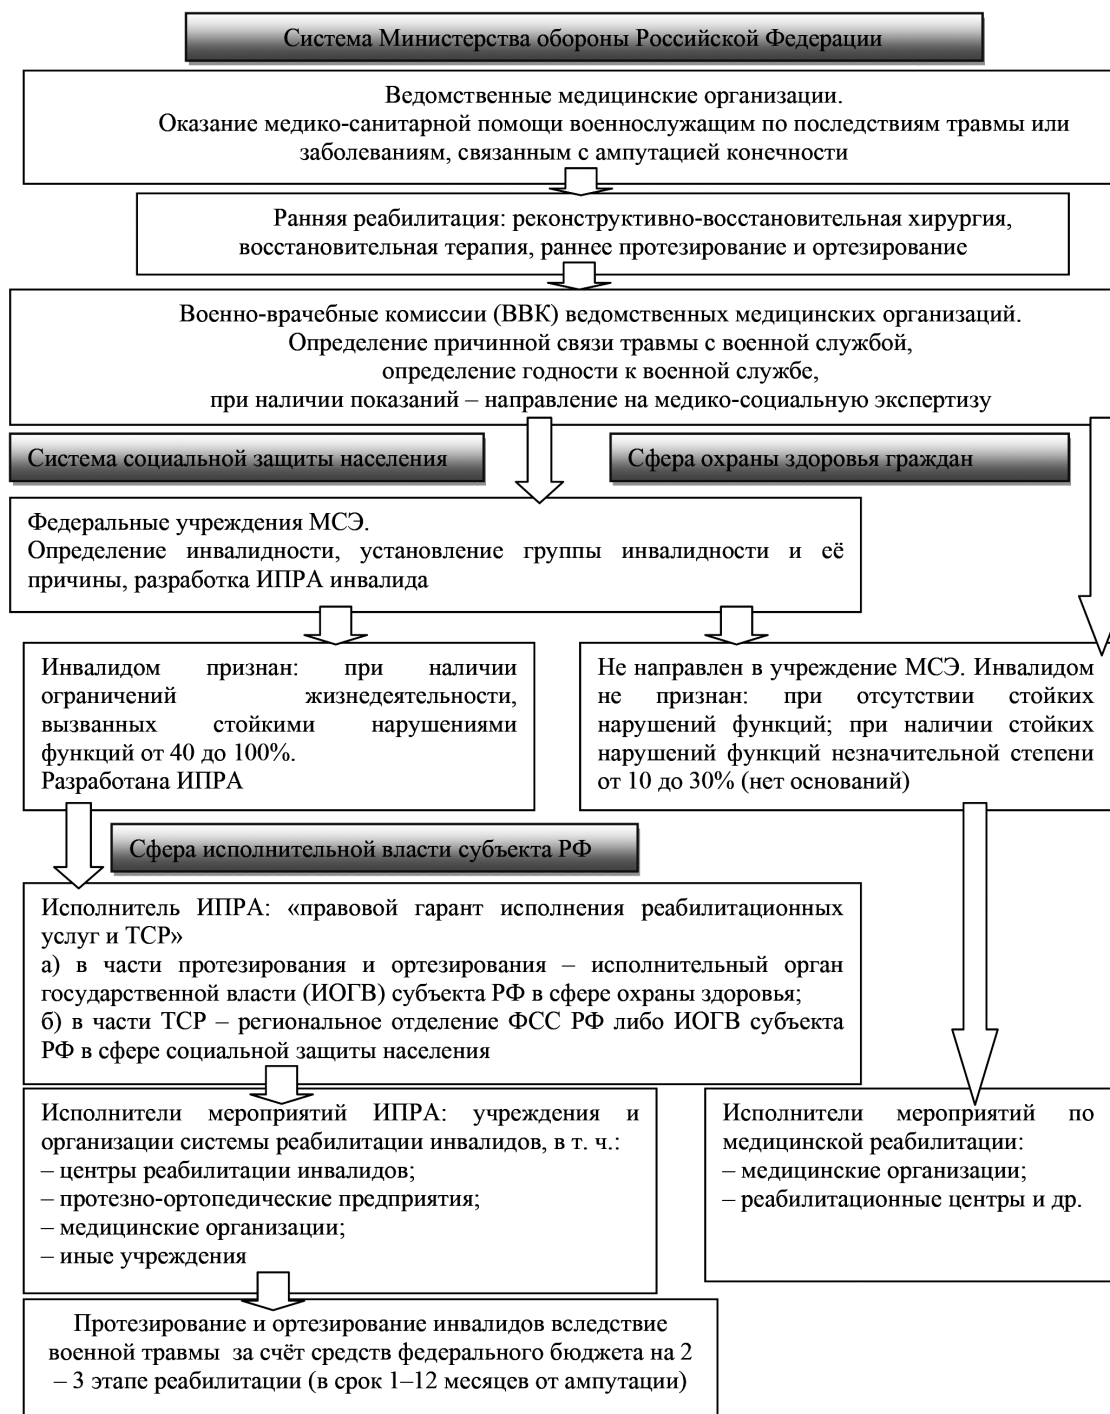 Система Министерства обороны Российской Федерации
Ведомственные медицинские организации.
Оказание медико-санитарной помощи военнослужащим по последствиям травмы или
заболеваниям, связанным с ампутацией конечности
Ранняя реабилитация: реконструктивно-восстановительная хирургия,
восстановительная терапия, раннее протезирование и ортезирование
Военно-врачебные комиссии (ВВК) ведомственных медицинских организаций.
Определение причинной связи травмы с военной службой,
определение годности к военной службе,
при наличии показаний – направление на медико-социальную экспертизу
Система социальной защиты населения
Сфера охраны здоровья граждан
Федеральные учреждения МСЭ.
Определение инвалидности, установление группы инвалидности и её
причины, разработка ИПРА инвалида
Инвалидом признан: при наличии
ограничений жизнедеятельности,
вызванных стойкими нарушениями
функций от 40 до 100%.
Разработана ИПРА
Не направлен в учреждение МСЭ. Инвалидом
не признан: при отсутствии стойких
нарушений функций; при наличии стойких
нарушений функций незначительной степени
от 10 до 30% (нет оснований)
Сфера исполнительной власти субъекта РФ
Исполнитель ИПРА: «правовой гарант исполнения реабилитационных
услуг и ТСР»
а) в части протезирования и ортезирования – исполнительный орган
государственной власти (ИОГВ) субъекта РФ в сфере охраны здоровья;
б) в части ТСР – региональное отделение ФСС РФ либо ИОГВ субъекта
РФ в сфере социальной защиты населения
Исполнители мероприятий ИПРА: учреждения и
организации системы реабилитации инвалидов, в т. ч.:
– центры реабилитации инвалидов;
– протезно-ортопедические предприятия;
– медицинские организации;
– иные учреждения
Исполнители мероприятий по
медицинской реабилитации:
– медицинские организации;
– реабилитационные центры и др.
Протезирование и ортезирование инвалидов вследствие
военной травмы за счёт средств федерального бюджета на 2
– 3 этапе реабилитации (в срок 1–12 месяцев от ампутации)